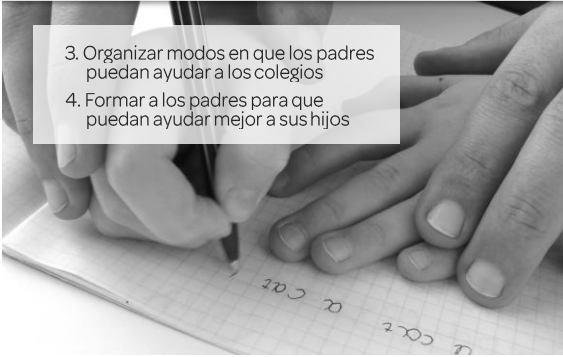 3. Organizar modos en que los padres
puedan ayudar a los colegios
4. Formar a los padres para que
puedan ayudar mejor a sus hijos
a cat
a cat